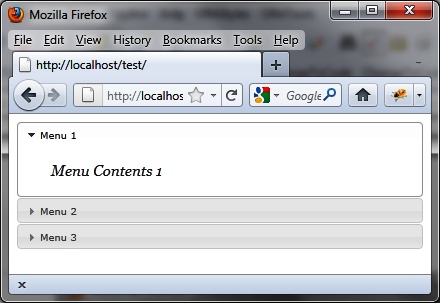 Mozilla Firefox
File Edit View History Bookmarks Tools Help
http://localhost/test/
http://localhos Google
Menu 1
Menu Contents 1
Menu 2
Menu 3
x